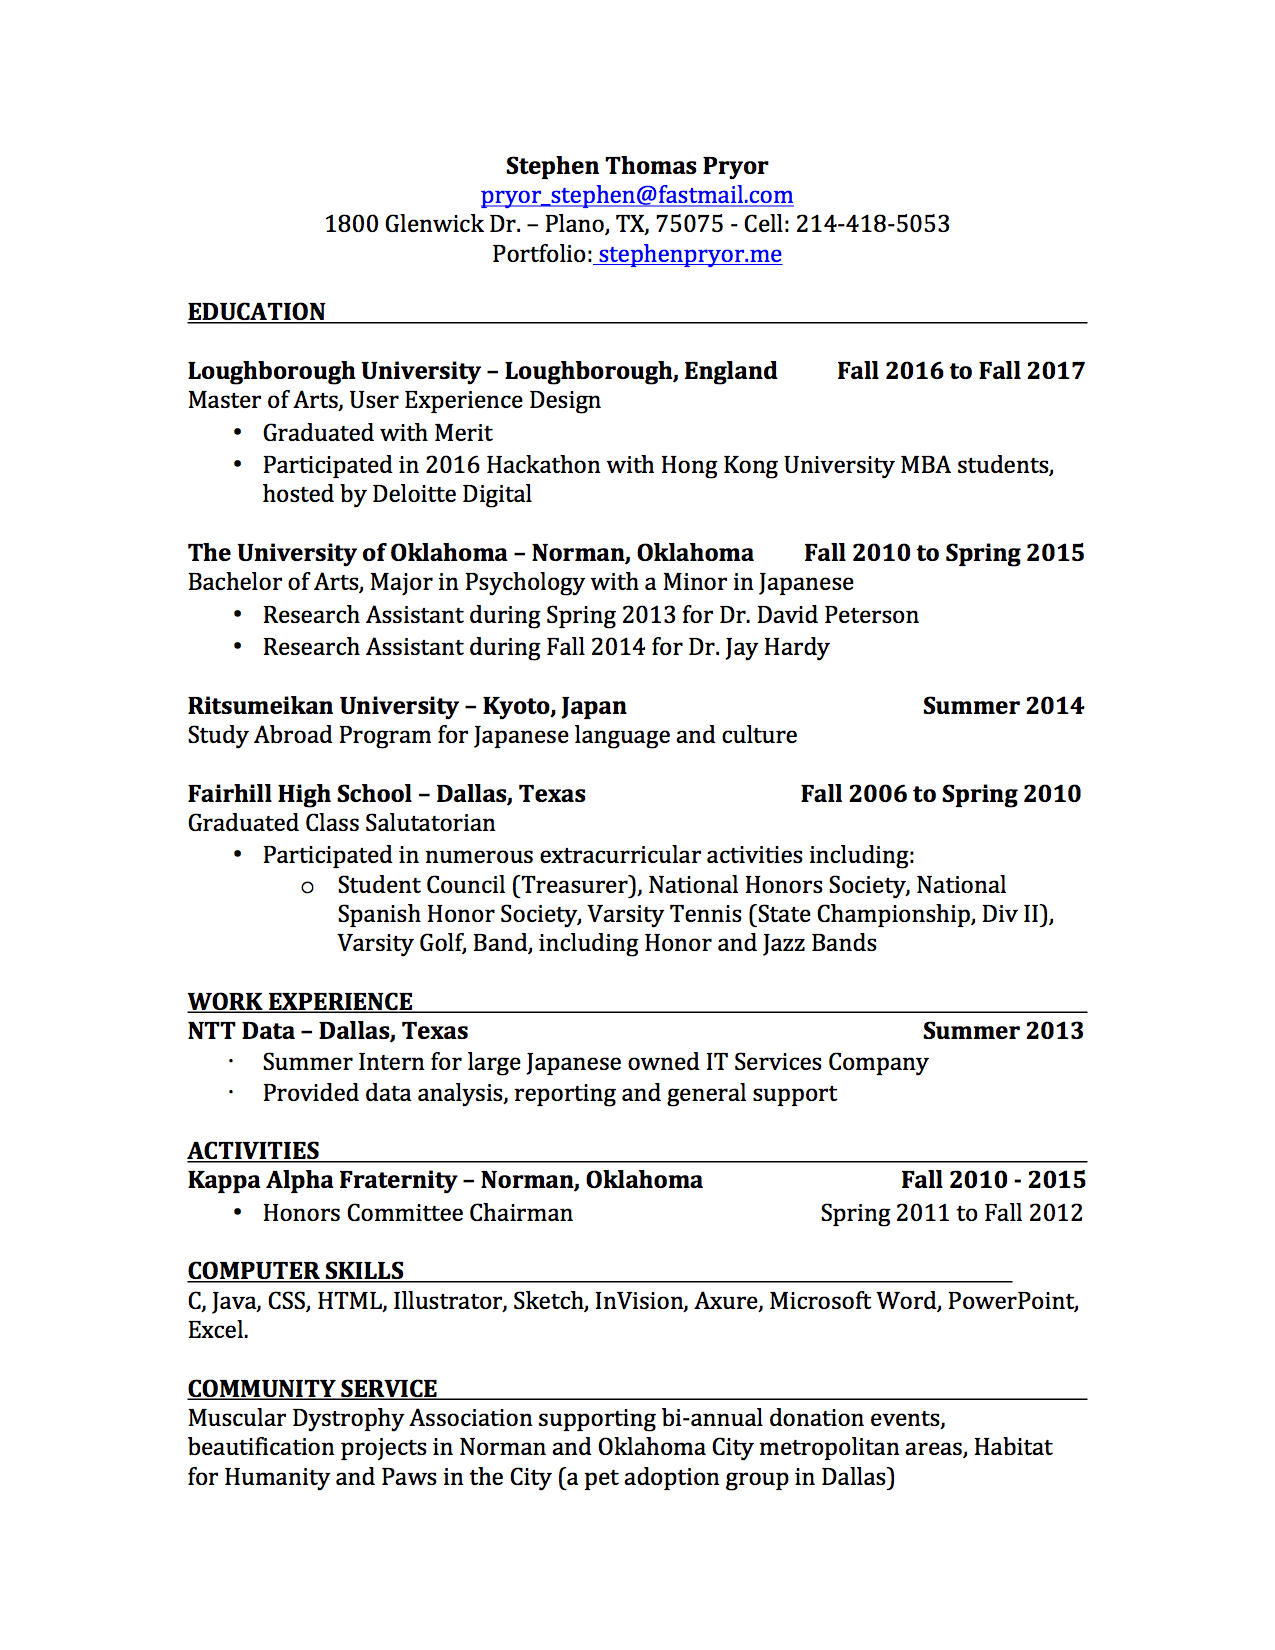 Stephen Thomas Pryor
pryor_stephen@fastmail.com
1800 Glenwick Dr. – Plano, TX, 75075 - Cell: 214-418-5053
Portfolio: stephenpryor.me
EDUCATION
Loughborough University – Loughborough, England Fall 2016 to Fall 2017
Master of Arts, User Experience Design
• Graduated with Merit
• Participated in 2016 Hackathon with Hong Kong University MBA students,
hosted by Deloitte Digital
The University of Oklahoma – Norman, Oklahoma Fall 2010 to Spring 2015
Bachelor of Arts, Major in Psychology with a Minor in Japanese
• Research Assistant during Spring 2013 for Dr. David Peterson
• Research Assistant during Fall 2014 for Dr. Jay Hardy
Ritsumeikan University – Kyoto, Japan Summer 2014
Study Abroad Program for Japanese language and culture
Fairhill High School – Dallas, Texas Fall 2006 to Spring 2010
Graduated Class Salutatorian
• Participated in numerous extracurricular activities including:
o Student Council (Treasurer), National Honors Society, National
Spanish Honor Society, Varsity Tennis (State Championship, Div II),
Varsity Golf, Band, including Honor and Jazz Bands
WORK EXPERIENCE
NTT Data – Dallas, Texas Summer 2013
· Summer Intern for large Japanese owned IT Services Company
· Provided data analysis, reporting and general support
ACTIVITIES
Kappa Alpha Fraternity – Norman, Oklahoma Fall 2010 - 2015
• Honors Committee Chairman Spring 2011 to Fall 2012
COMPUTER SKILLS
C, Java, CSS, HTML, Illustrator, Sketch, InVision, Axure, Microsoft Word, PowerPoint,
Excel.
COMMUNITY SERVICE
Muscular Dystrophy Association supporting bi-annual donation events,
beautification projects in Norman and Oklahoma City metropolitan areas, Habitat
for Humanity and Paws in the City (a pet adoption group in Dallas)